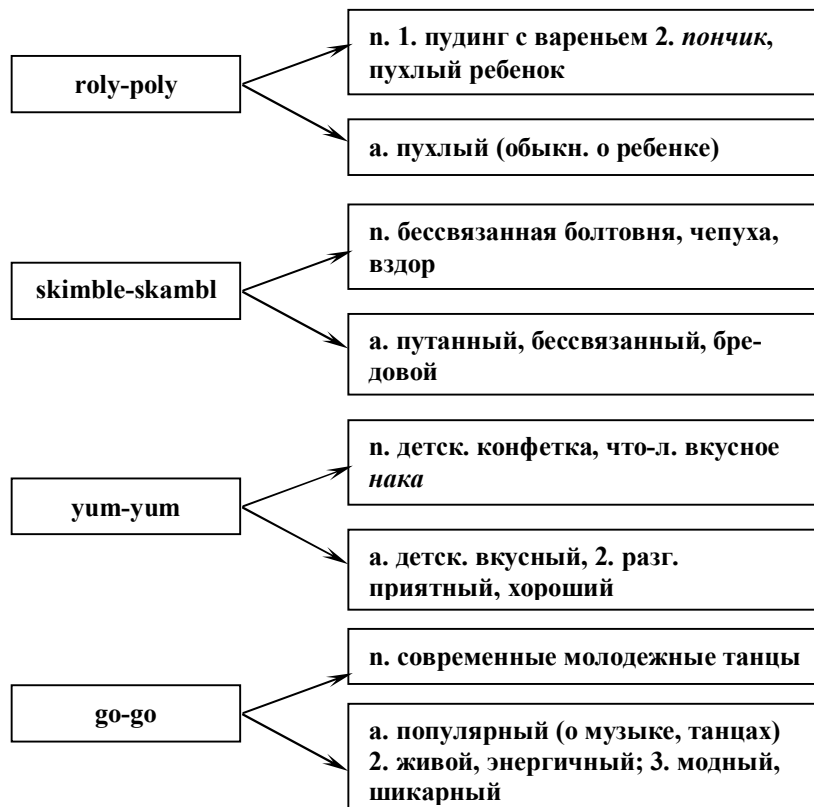 roly-poly
n. 1. пудинг с вареньем 2. пончик,
пухлый ребенок
а. пухлый (обыкн. о ребенке)
skimble-skambl
n. бессвязанная болтовня, чепуха,
вздор
а. путанный, бессвязанный, бре-
довой
yum-yum
n. детск. конфетка, что-л. вкусное
нака
а. детск. вкусный, 2. разг.
приятный, хороший
go-go
n. современные молодежные танцы
а. популярный (о музыке, танцах)
2. живой, энергичный; 3. модный,
шикарный